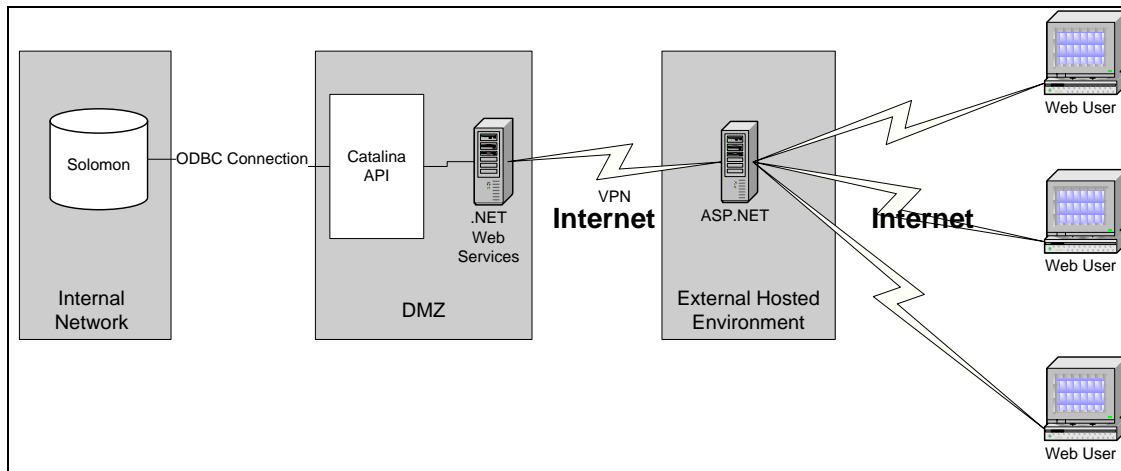 Solomon
ODBC Connection
Internal
Network
Catalina
API
.NET
Web
Services
DMZ
VPN
Internet
ASP.NET
External Hosted
Environment
Internet
Web User
Web User
Web User